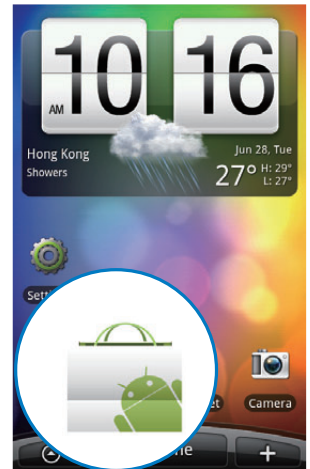 10 16
AM
Hong Kong
Showers
Jun 28, Tue
27° H: 29°
L: 27°
Camera